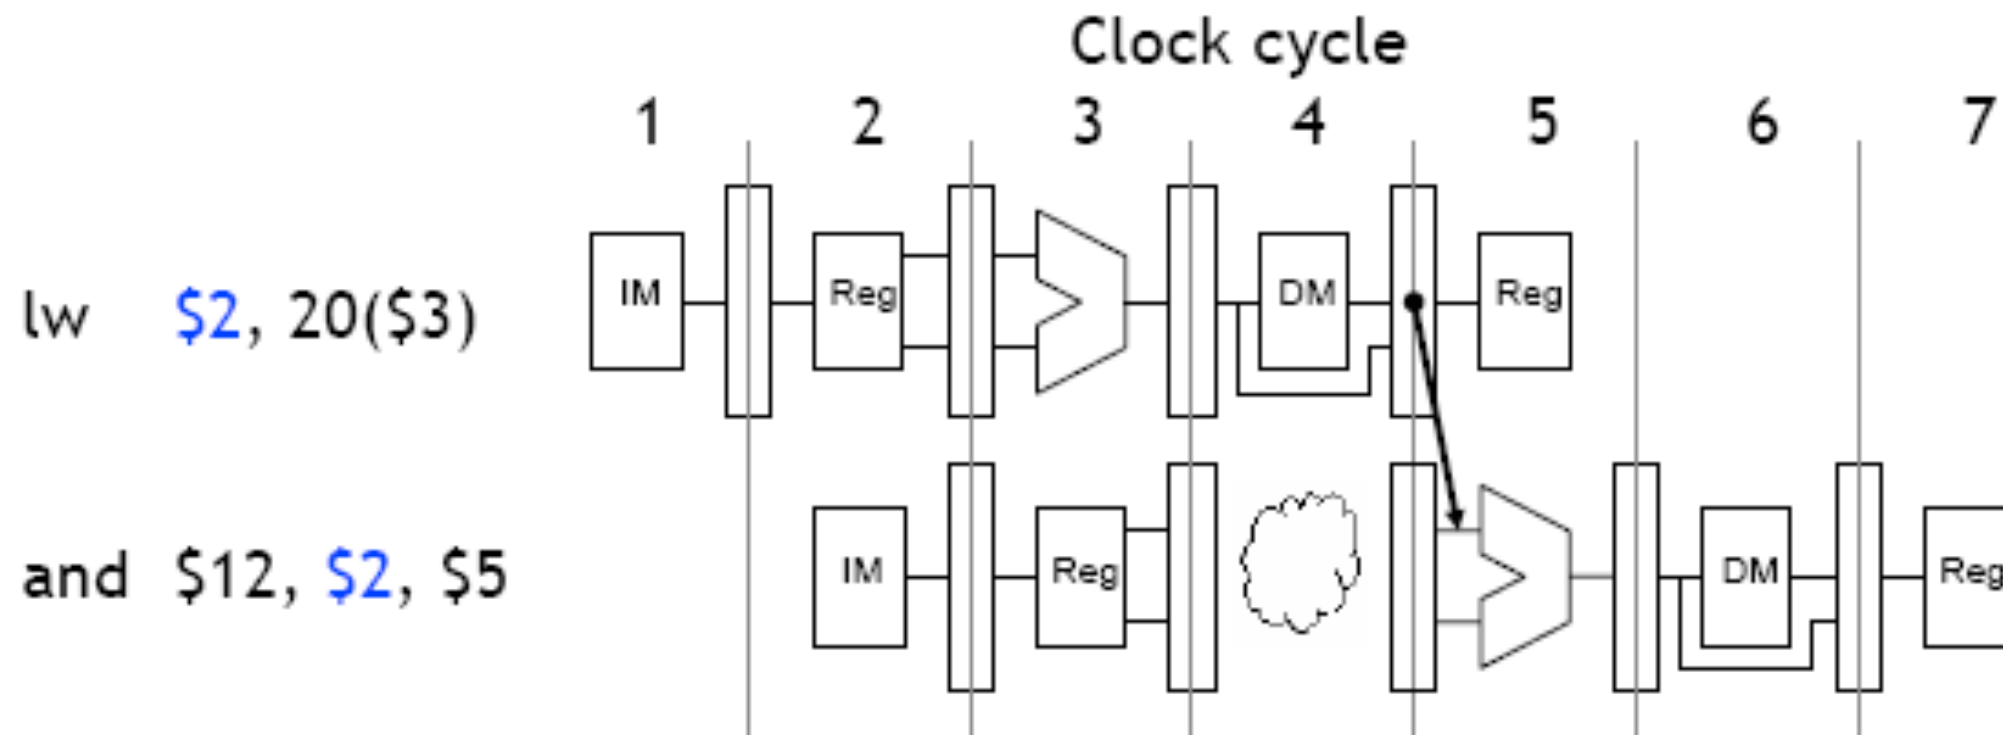 Clock cycle
1 2 3 4 5 6 7
lw $2, 20($3)
IM Reg DM Reg
and $12, $2, $5
IM Reg DM Reg